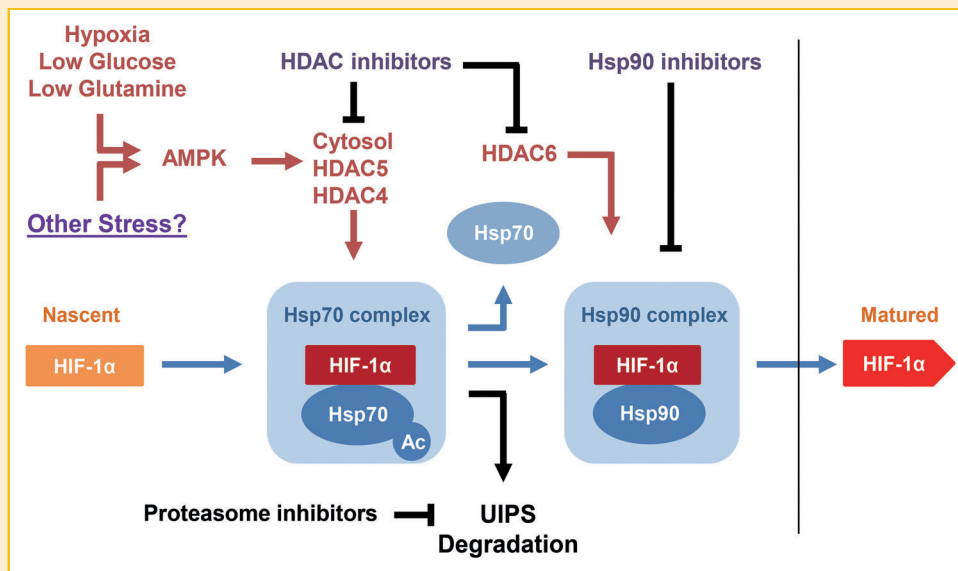 Hypoxia
Low Glucose
Low Glutamine
HDAC inhibitors
Hsp90 inhibitors
AMPK
Cytosol
HDAC5
HDAC4
HDAC6
Other Stress?
Hsp70
Nascent
HIF-1α
Hsp70 complex
HIF-1α
Hsp70
Ac
Hsp90 complex
HIF-1α
Hsp90
Matured
HIF-1α
Proteasome inhibitors
UIPS
Degradation